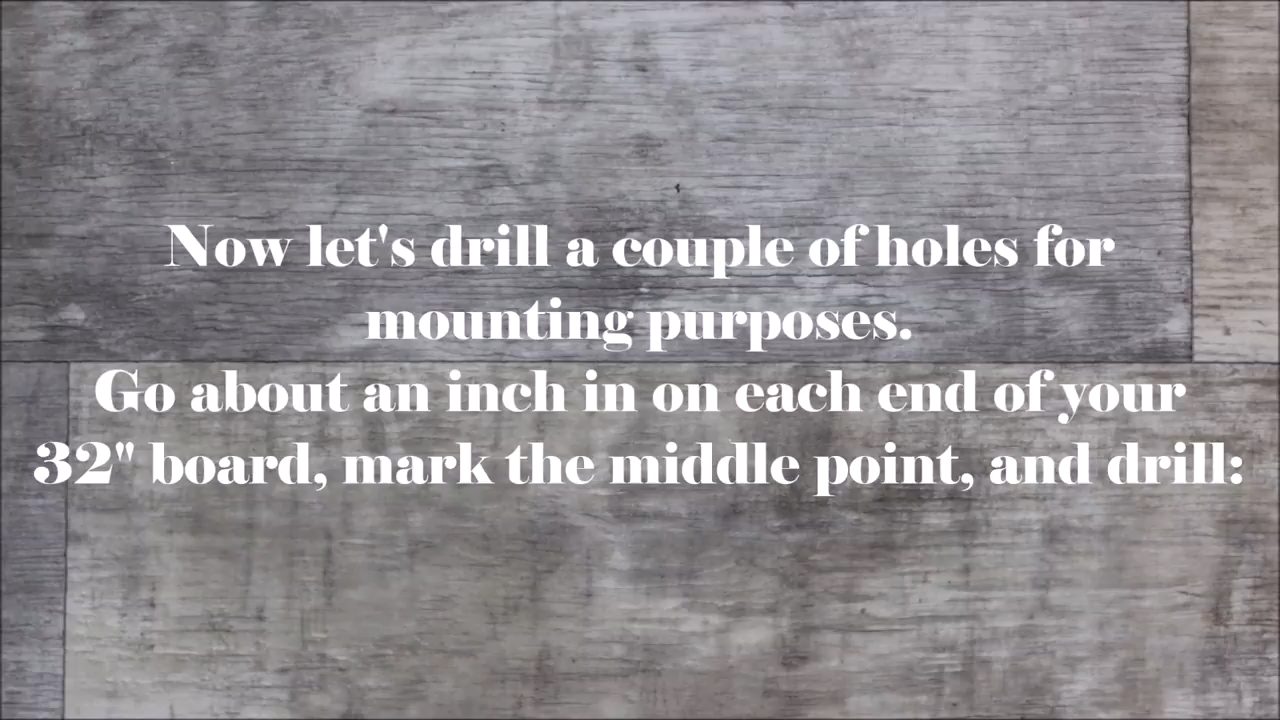 Now let's drill a couple of holes for
mounting purposes.
Go about an inch in on each end of your
32" board, mark the middle point, and drill: